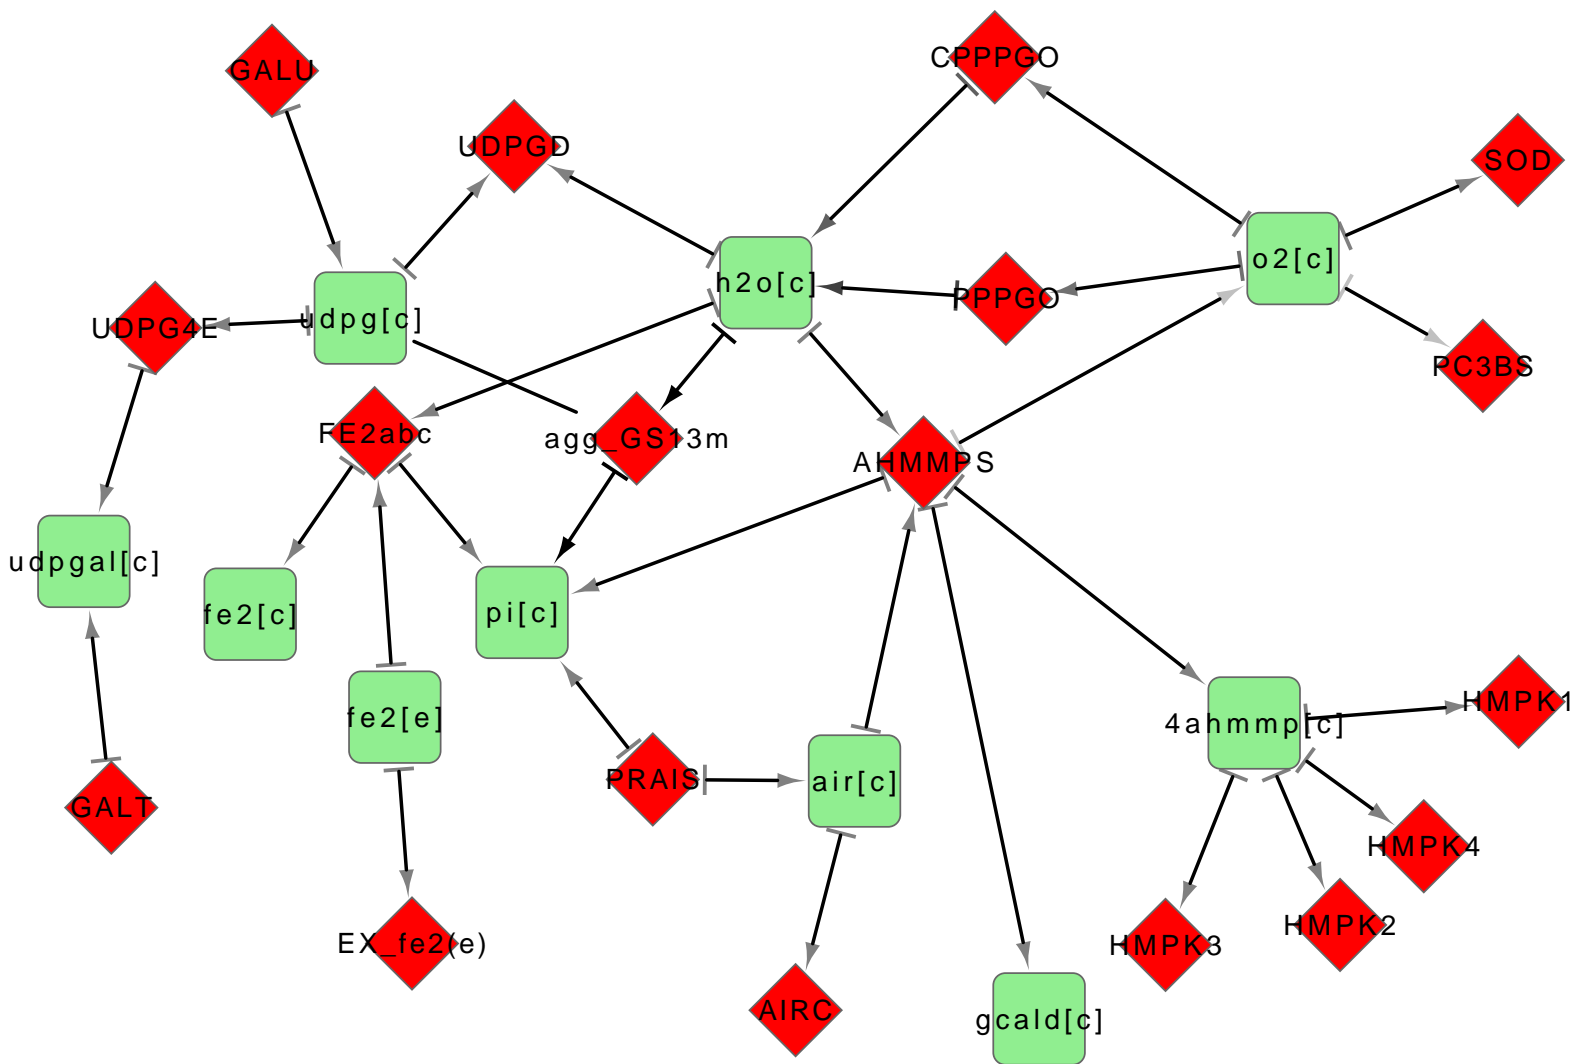 CPPPGO
GALU
UDPGD
SOD
o2[c]
h2o[c]
PPPGO
udpg[c]
UDPG4E
PC3BS
FE2abc
agg_GS13m
AHMMPS
udpgal[c]
fe2[c]
pi[c]
fe2[e]
4ahmmp[c]
HMPK1
PRAIS
air[c]
GALT
HMPK4
HMPK2
EX_fe2(e)
HMPK3
AIRC
gcald[c]